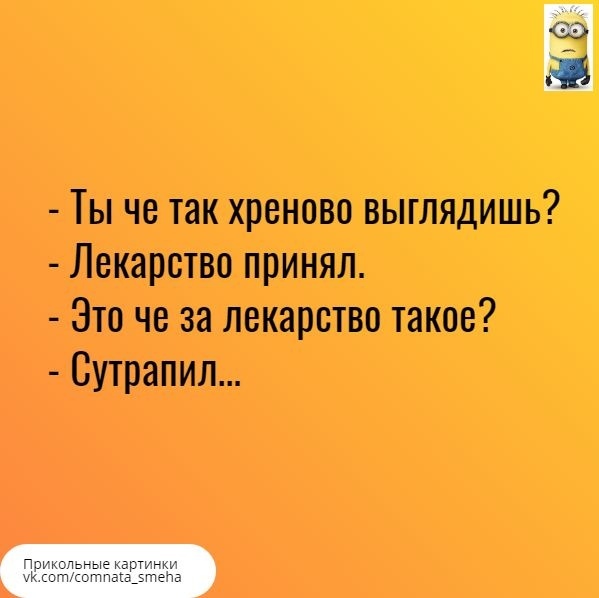 - Ты че так хреново выглядишь?
- Лекарство принял.
- Это че за лекарство такое?
- Сутрапил...
Прикольные картинки
vk.com/comnata_smeha